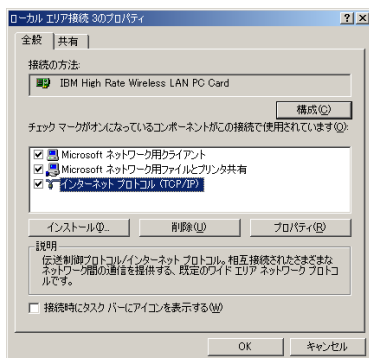 ローカル エリア接続 3のプロパティ
全般
共有
接続の方法:
IBM High Rate Wireless LAN PC Card
構成(C)
チェック マークがオンになっているコンポーネントがこの接続で使用されています(O):
Microsoft ネットワーク用クライアント
Microsoft ネットワーク用ファイルとプリンタ共有
インターネット プロトコル (TCP/IP)
インストール(I)...
削除(U)
プロパティ(R)
説明
伝送制御プロトコル/インターネット プロトコル。相互接続されたさまざまな
ネットワーク間の通信を提供する、既定のワイド エリア ネットワーク プロトコ
ルです。
接続時にタスク バーにアイコンを表示する(W)
OK
キャンセル